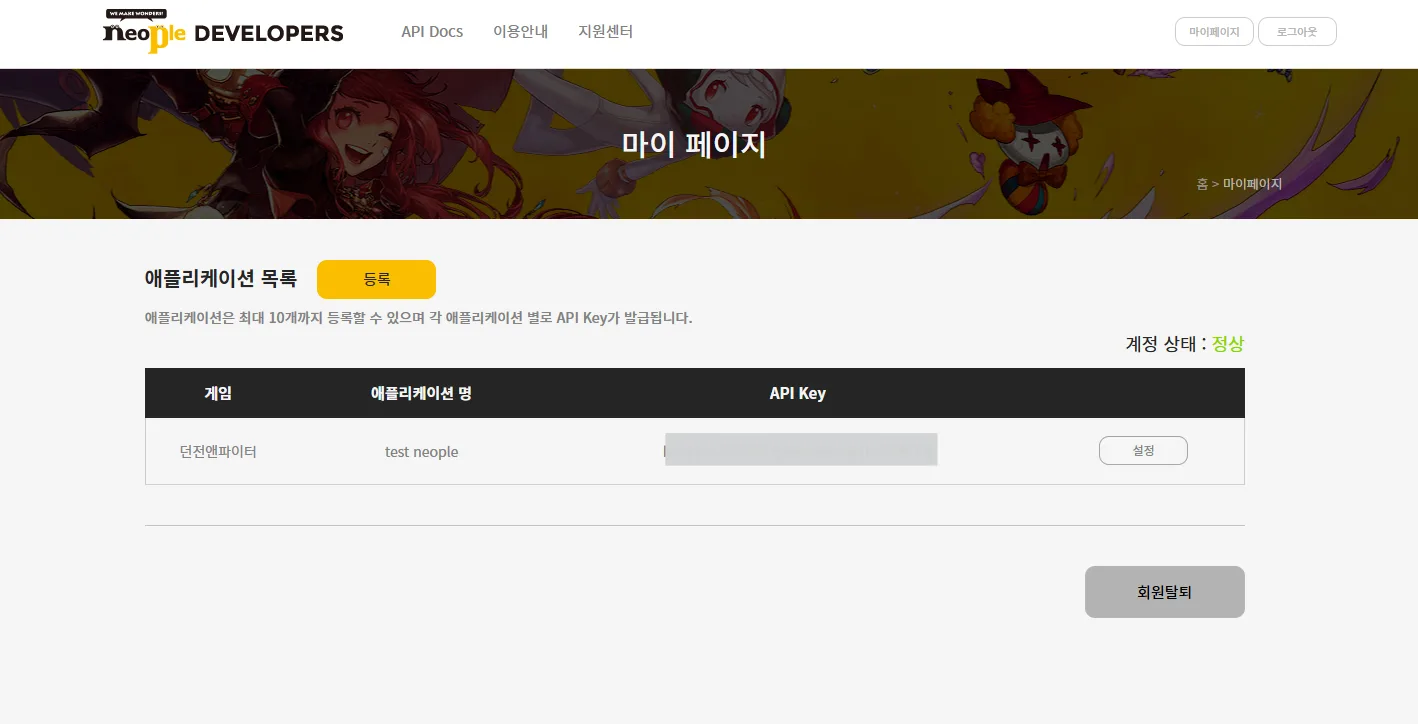 WE MAKE WONDERS!
neople DEVELOPERS API Docs 이용안내 지원센터 마이페이지 로그아웃
마이 페이지
홈 > 마이페이지
애플리케이션 목록 등록
애플리케이션은 최대 10개까지 등록할 수 있으며 각 애플리케이션 별로 API Key가 발급됩니다.
계정 상태 : 정상
게임 애플리케이션 명 API Key
던전앤파이터 test neople 설정
회원탈퇴